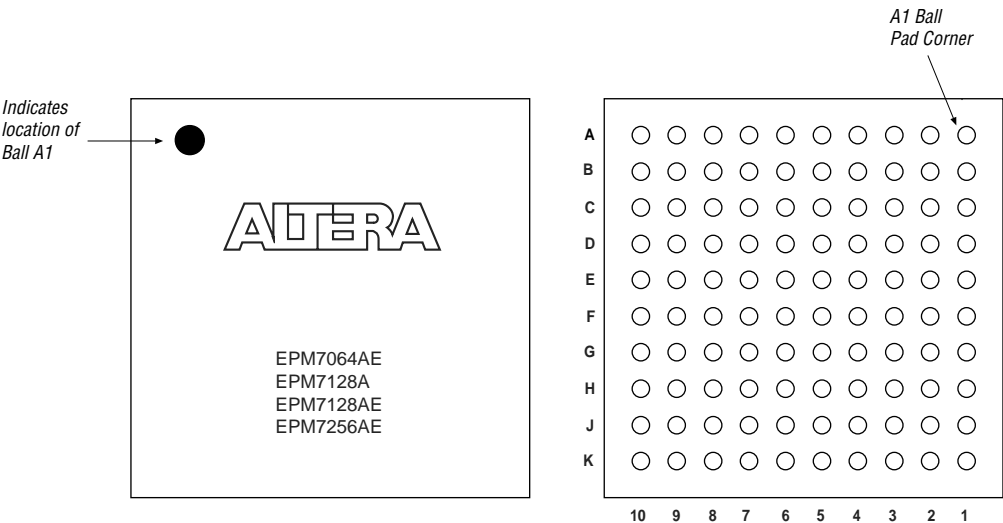 A1 Ball
Pad Corner
Indicates
location of
Ball A1
ALTERA
EPM7064AE
EPM7128A
EPM7128AE
EPM7256AE
A
B
C
D
E
F
G
H
J
K
10 9 8 7 6 5 4 3 2 1